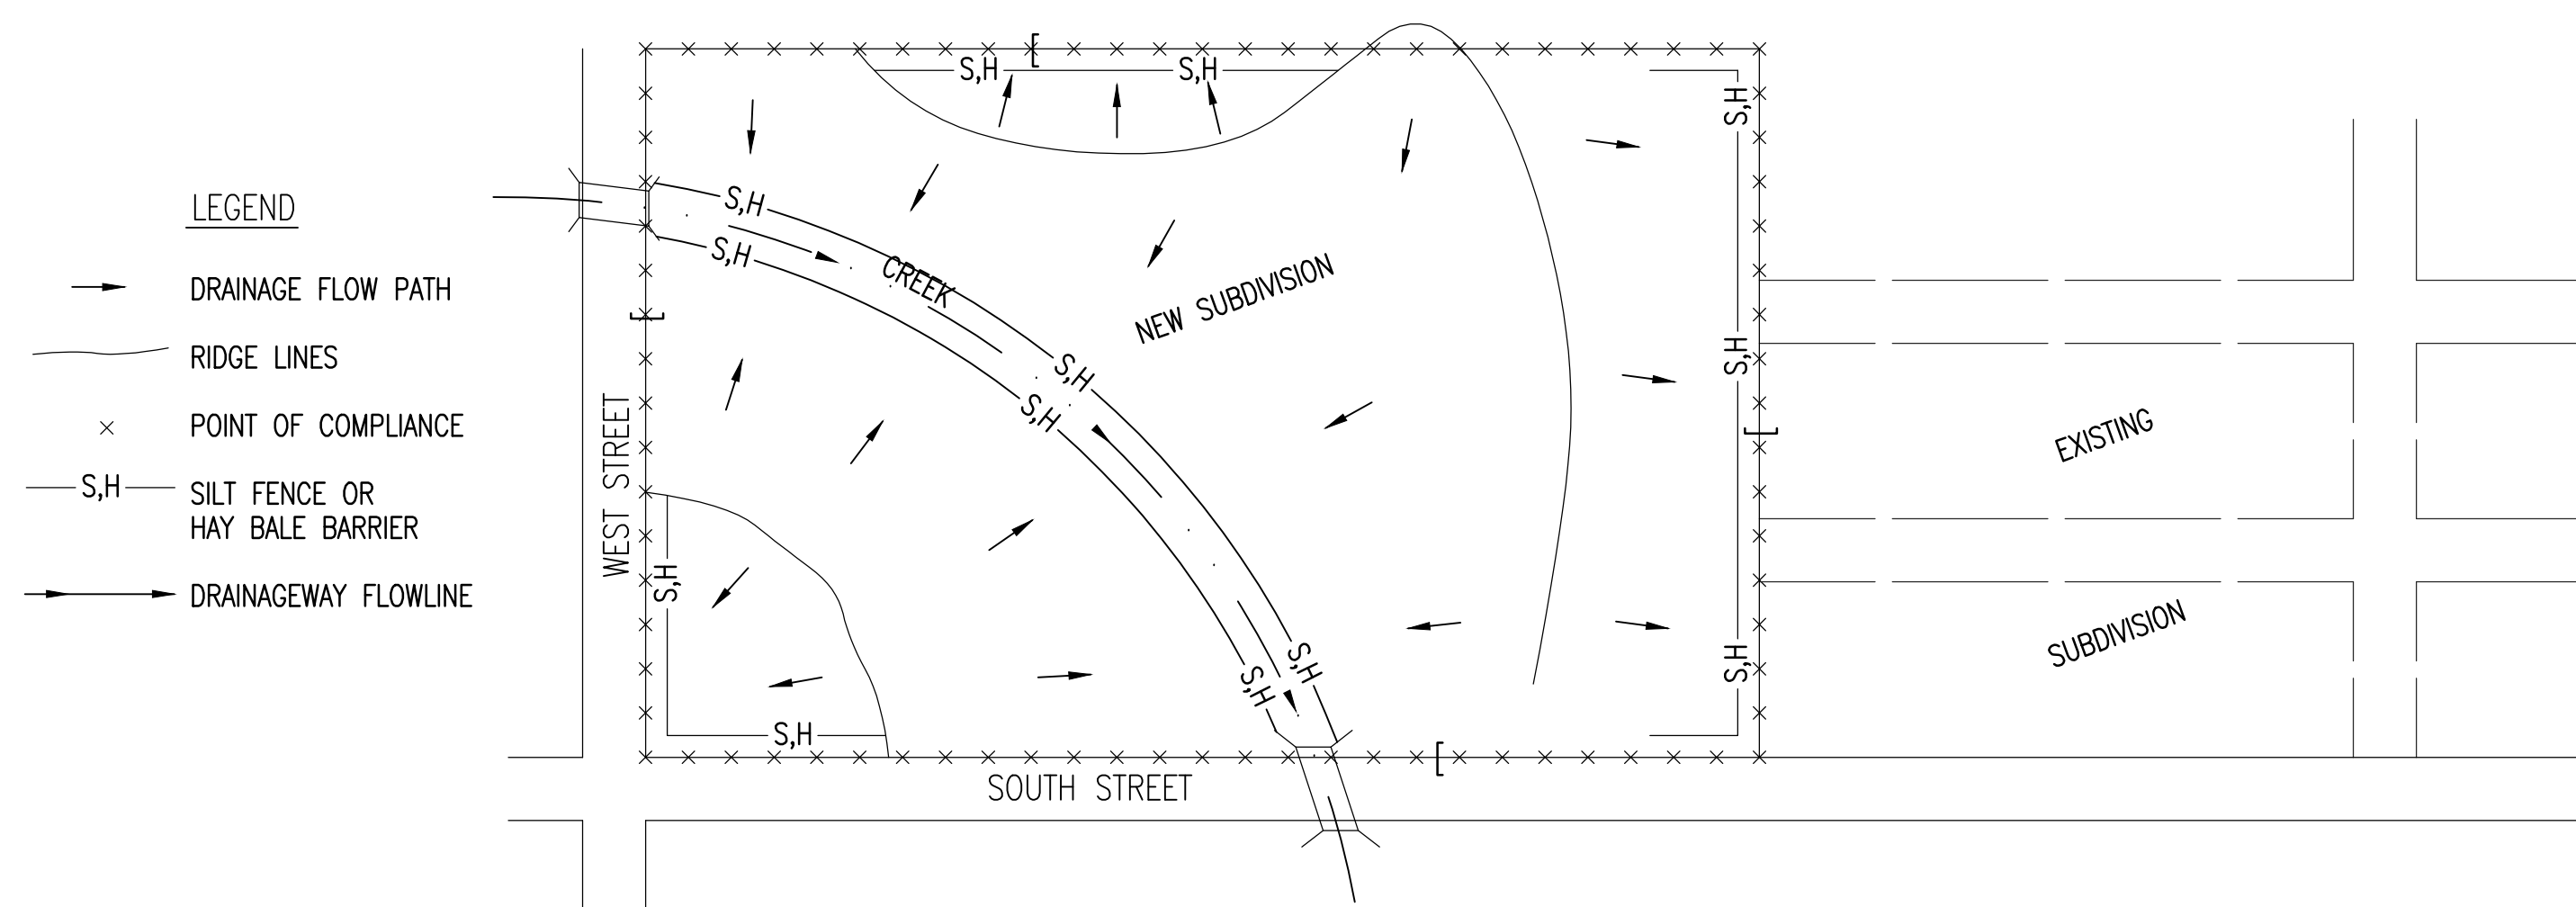 LEGEND
DRAINAGE FLOW PATH
RIDGE LINES
POINT OF COMPLIANCE
S,H
SILT FENCE OR
HAY BALE BARRIER
DRAINAGEWAY FLOWLINE
S,H
S,H
S,H
S,H
S,H
CREEK
NEW SUBDIVISION
S,H
S,H
S,H
WEST STREET
EXISTING
S,H
S,H
S,H
S,H
SUBDIVISION
S,H
SOUTH STREET